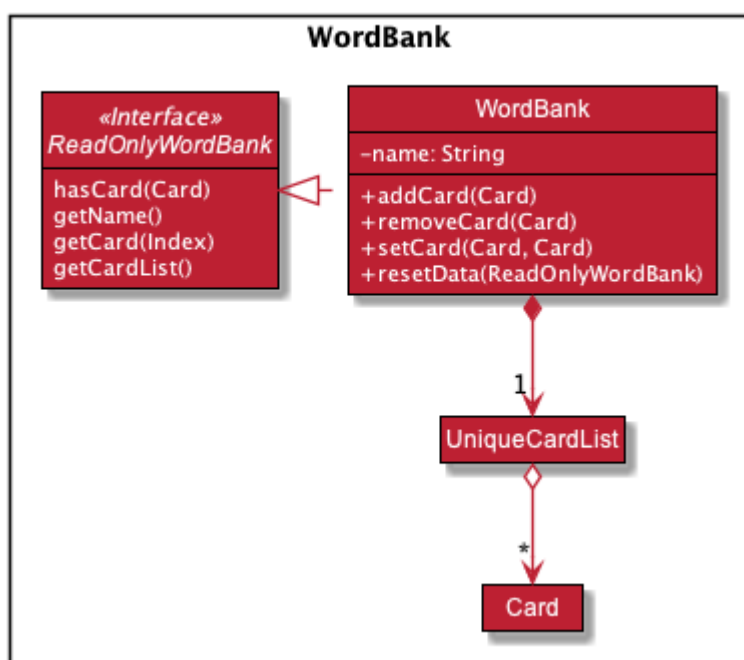 WordBank
«Interface»
ReadOnlyWordBank
hasCard(Card)
getName()
getCard(Index)
getCardList()
WordBank
-name: String
+addCard(Card)
+removeCard(Card)
+setCard(Card, Card)
+resetData(ReadOnlyWordBank)
1
UniqueCardList
*
Card